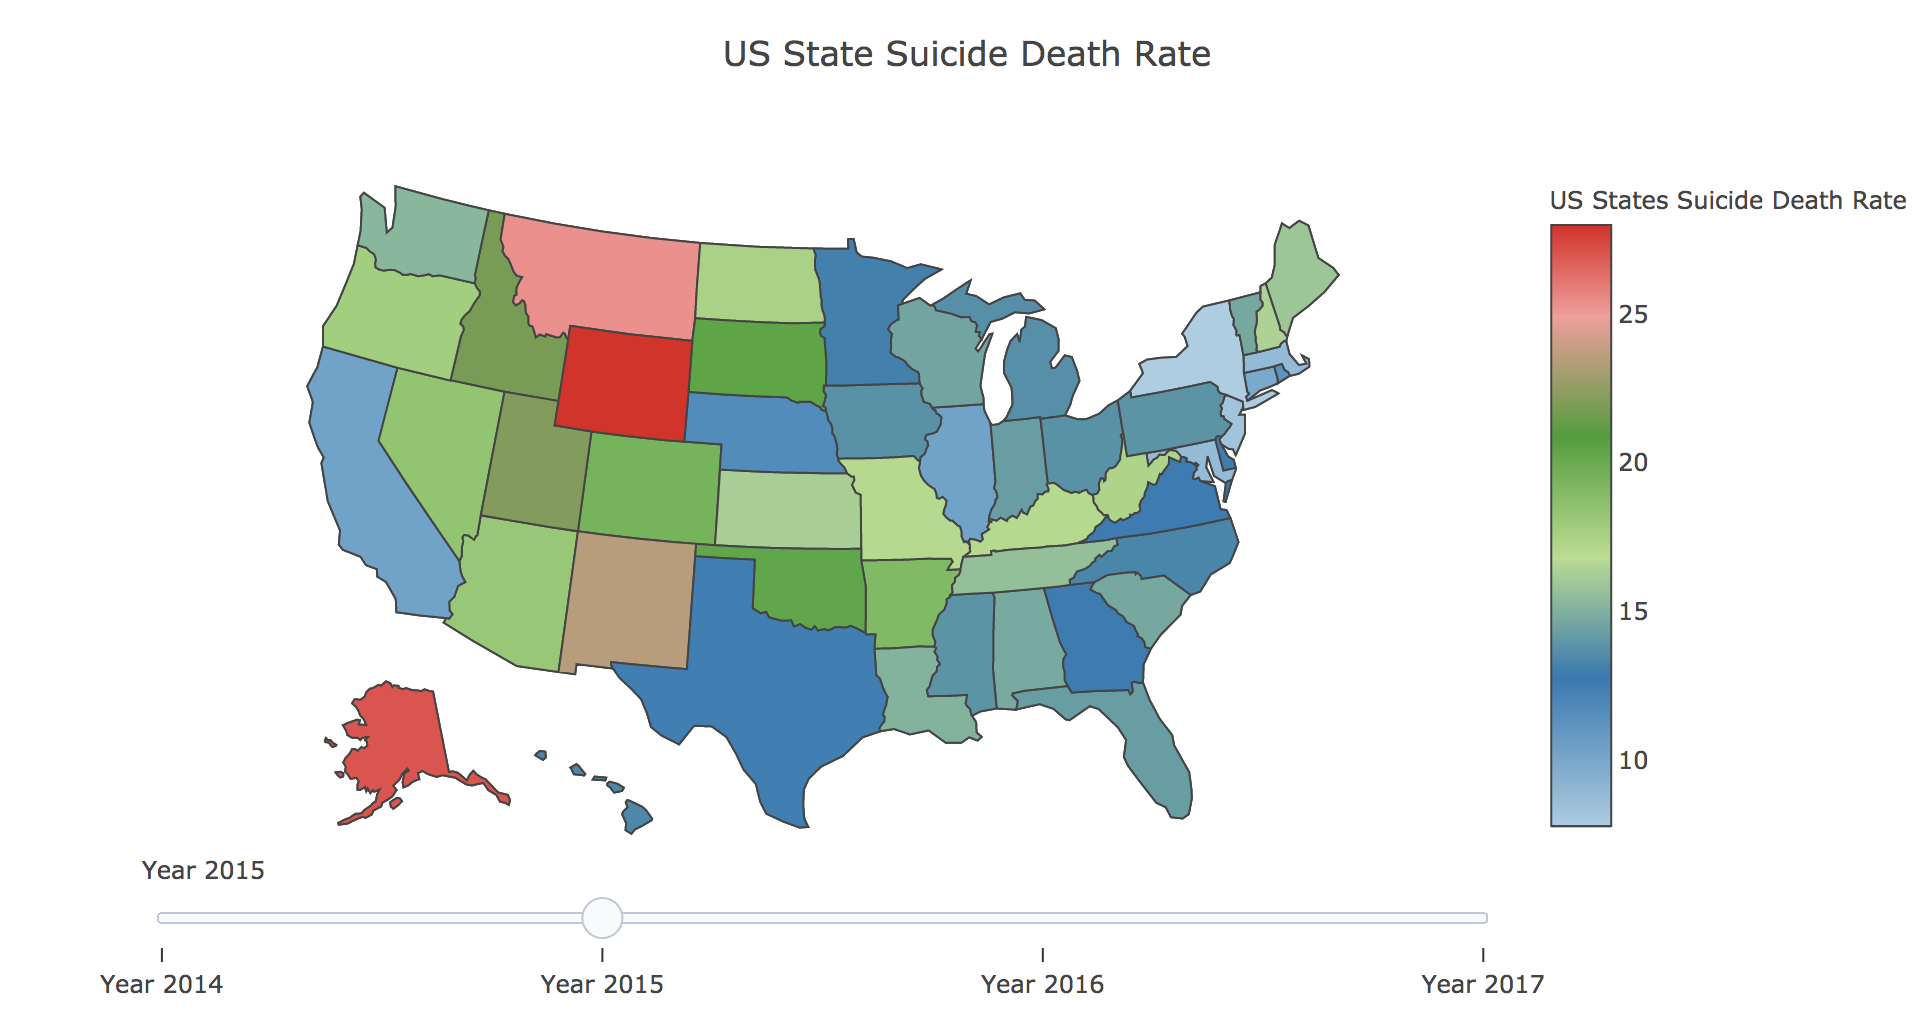 US State Suicide Death Rate
US States Suicide Death Rate
25
20
15
10
Year 2015
Year 2014
Year 2015
Year 2016
Year 2017